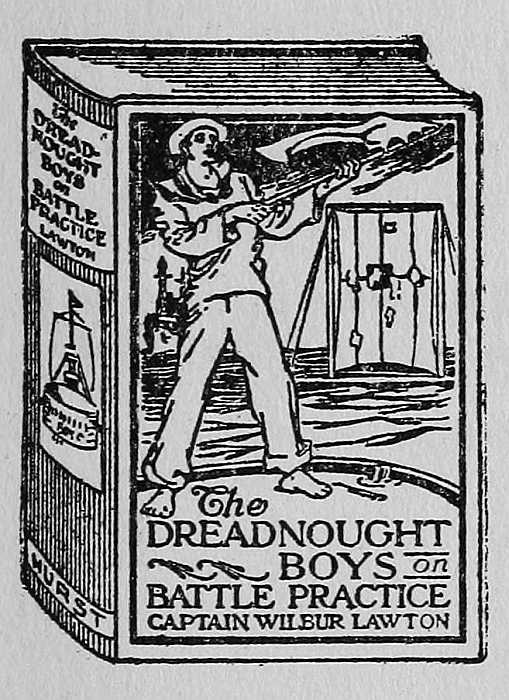 The
DREAD-
NOUGHT
BOYS
on
BATTLE
PRACTICE
LAWTON
HURST
The
DREADNOUGHT
BOYS on
BATTLE PRACTICE
CAPTAIN WILBUR LAWTON